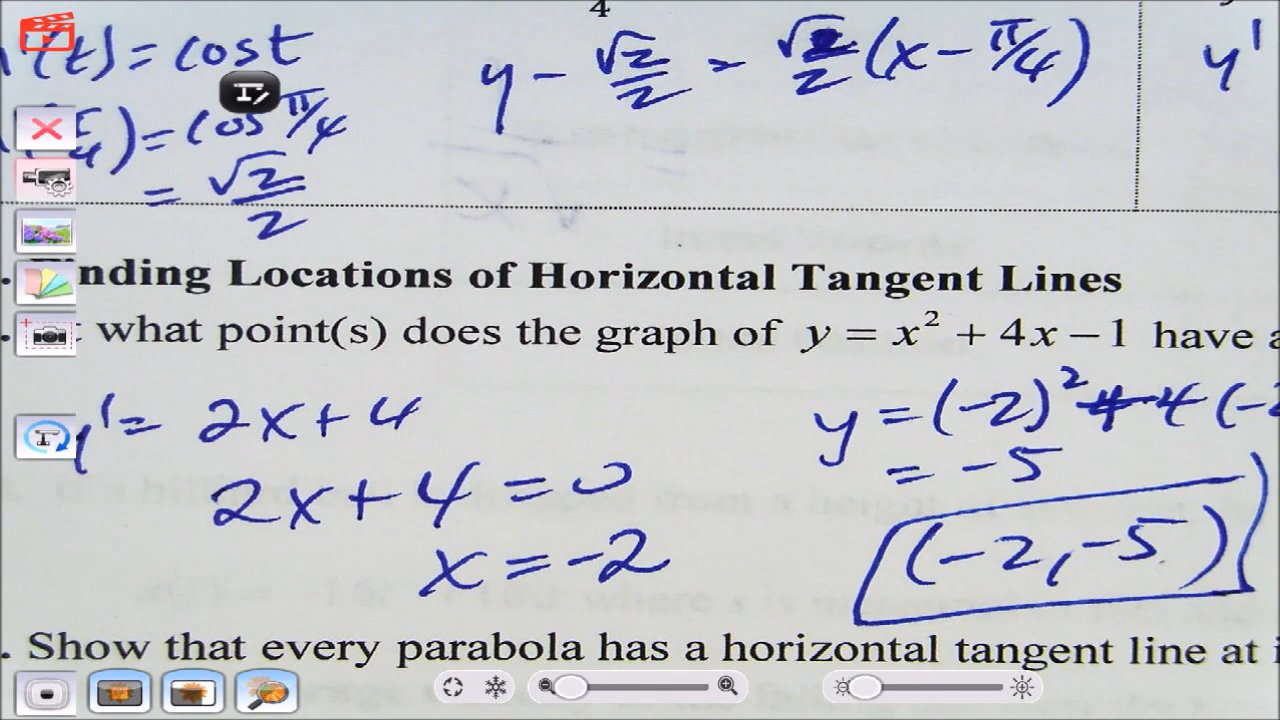 4
'(t) = cos t
y - √2/2 = √2/2 (x - π/4)
y'
= cos π/4
= √2/2
nding Locations of Horizontal Tangent Lines
what point(s) does the graph of y = x² + 4x − 1 have a
y' = 2x + 4
y = (-2)² + 4 (-2
2x + 4 = 0
= -5
x = -2
(-2, -5)
. Show that every parabola has a horizontal tangent line at i